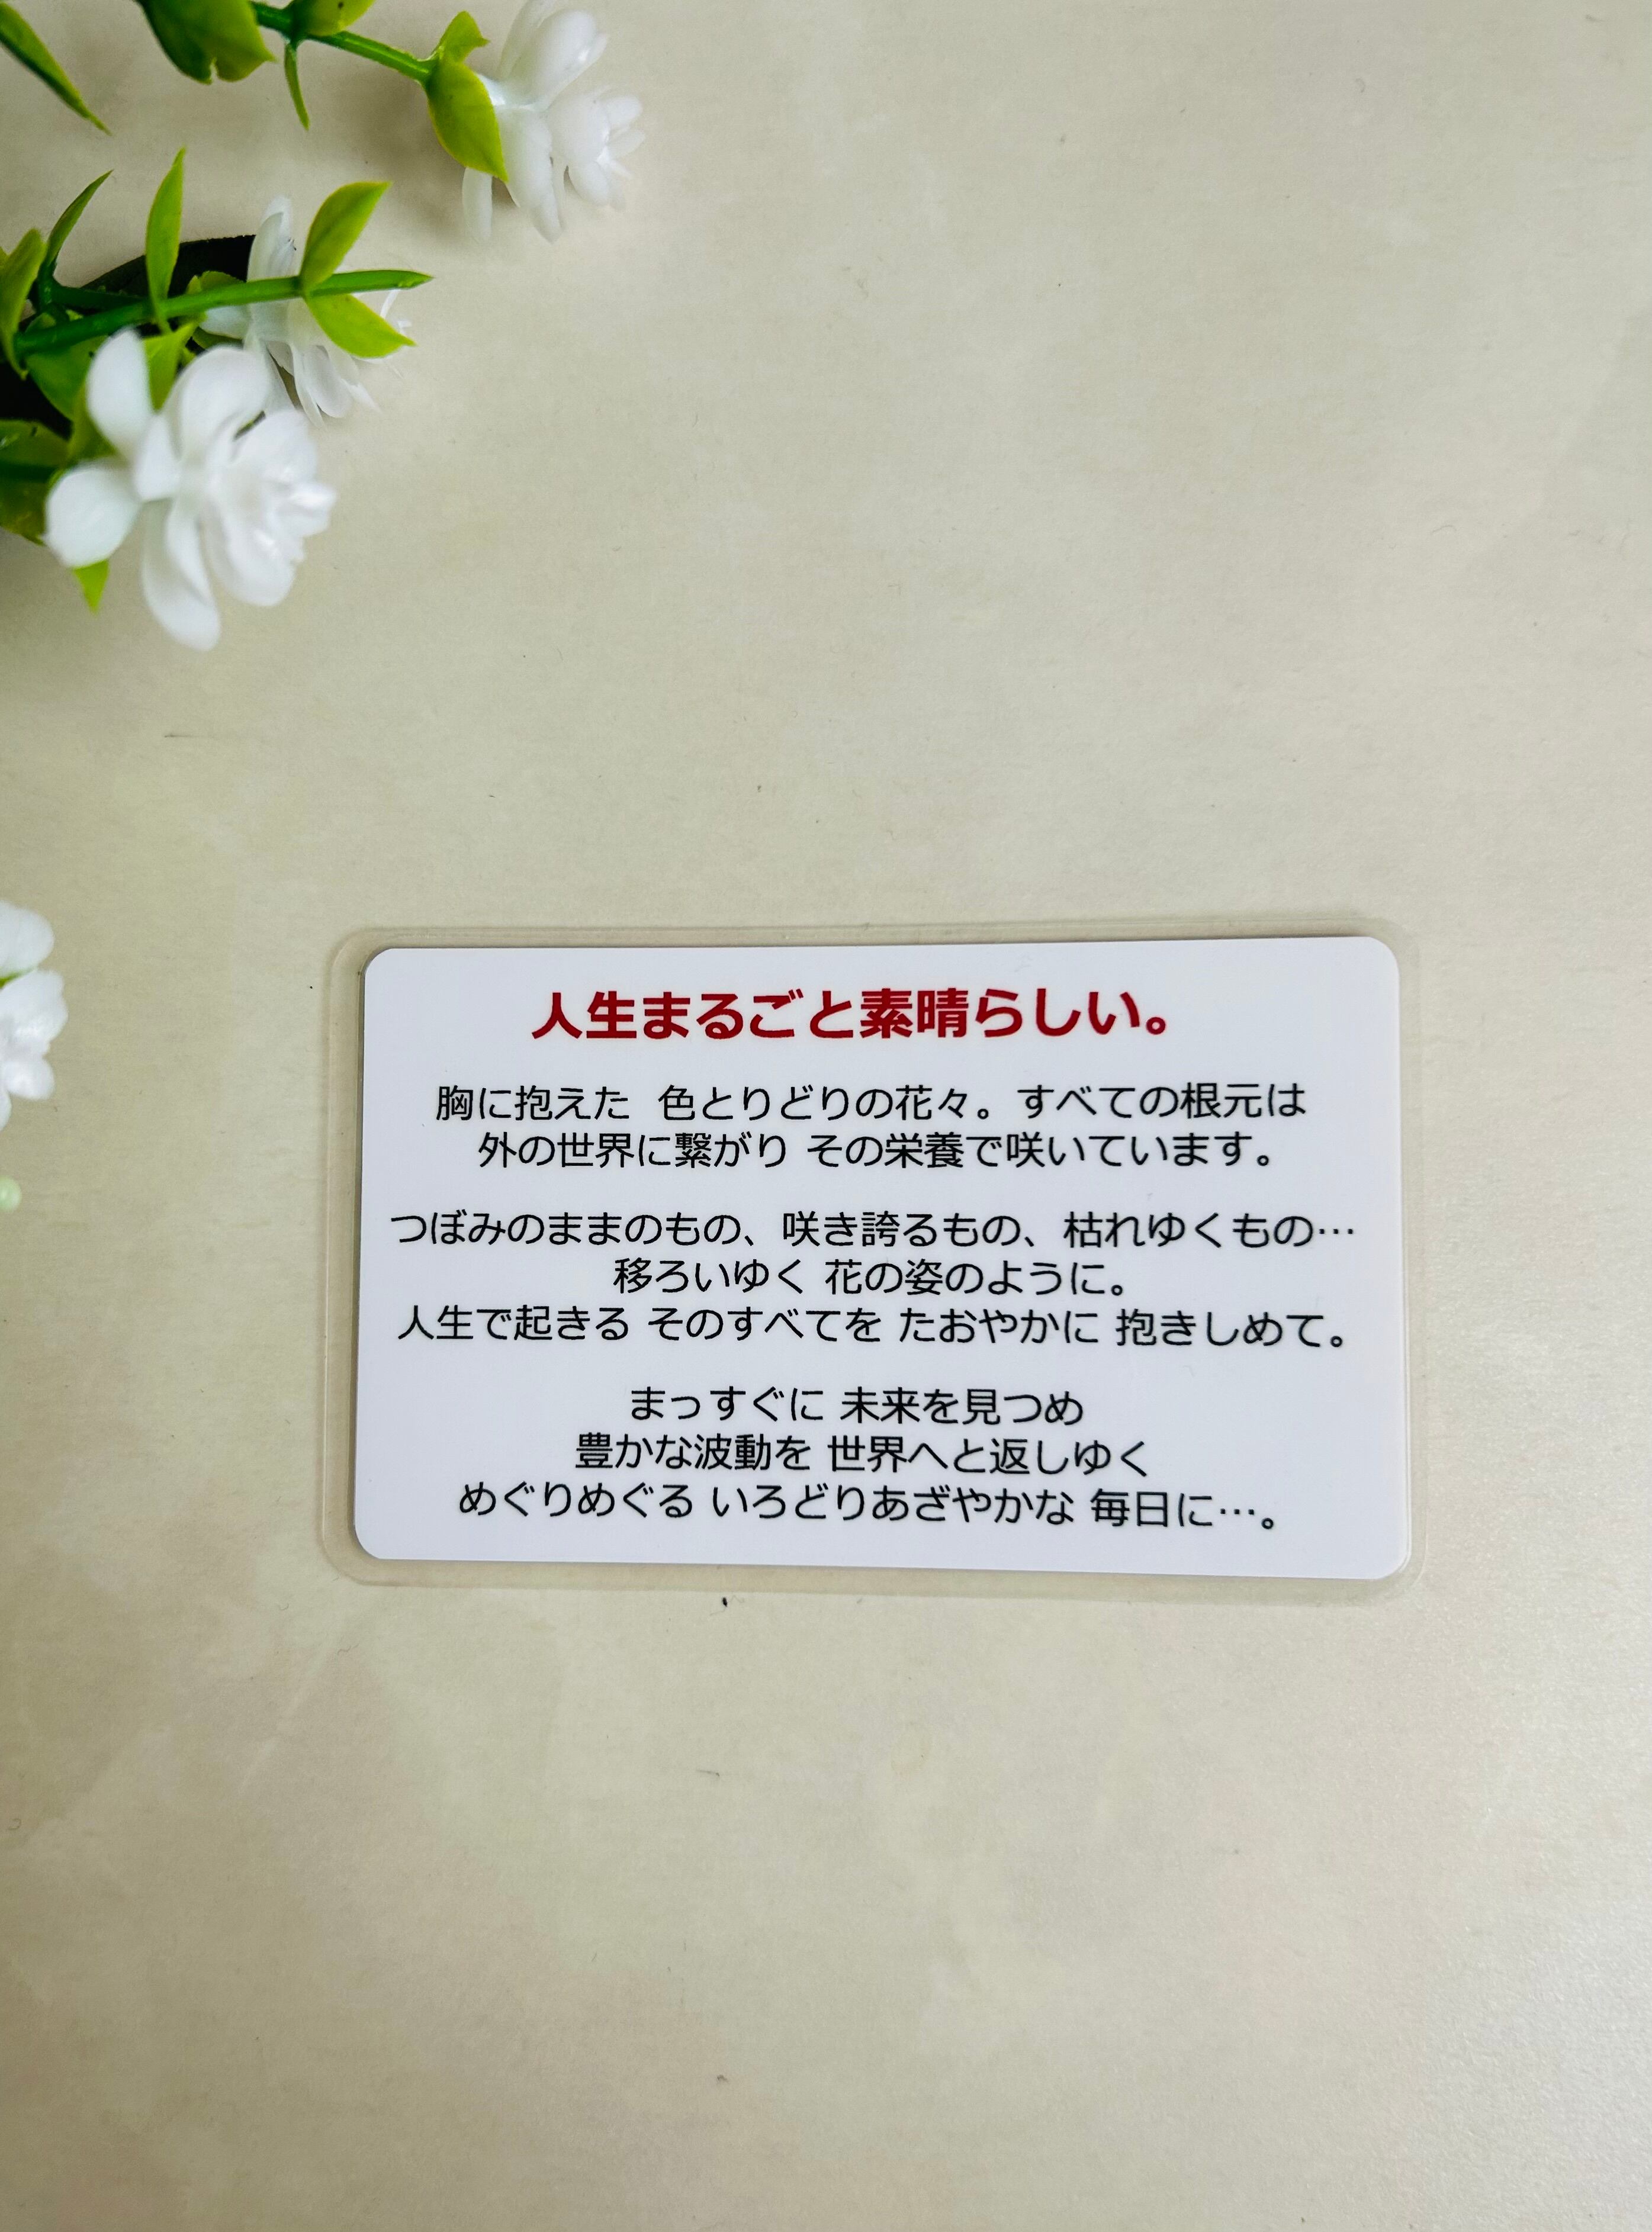 人生まるごと素晴らしい。
胸に抱えた 色とりどりの花々。すべての根元は
外の世界に繋がり その栄養で咲いています。
つぼみのままのもの、咲き誇るもの、枯れゆくもの…
移ろいゆく 花の姿のように。
人生で起きる そのすべてを たおやかに 抱きしめて。
まっすぐに 未来を見つめ
豊かな波動を 世界へと返しゆく
めぐりめぐる いろどりあざやかな 毎日に…。